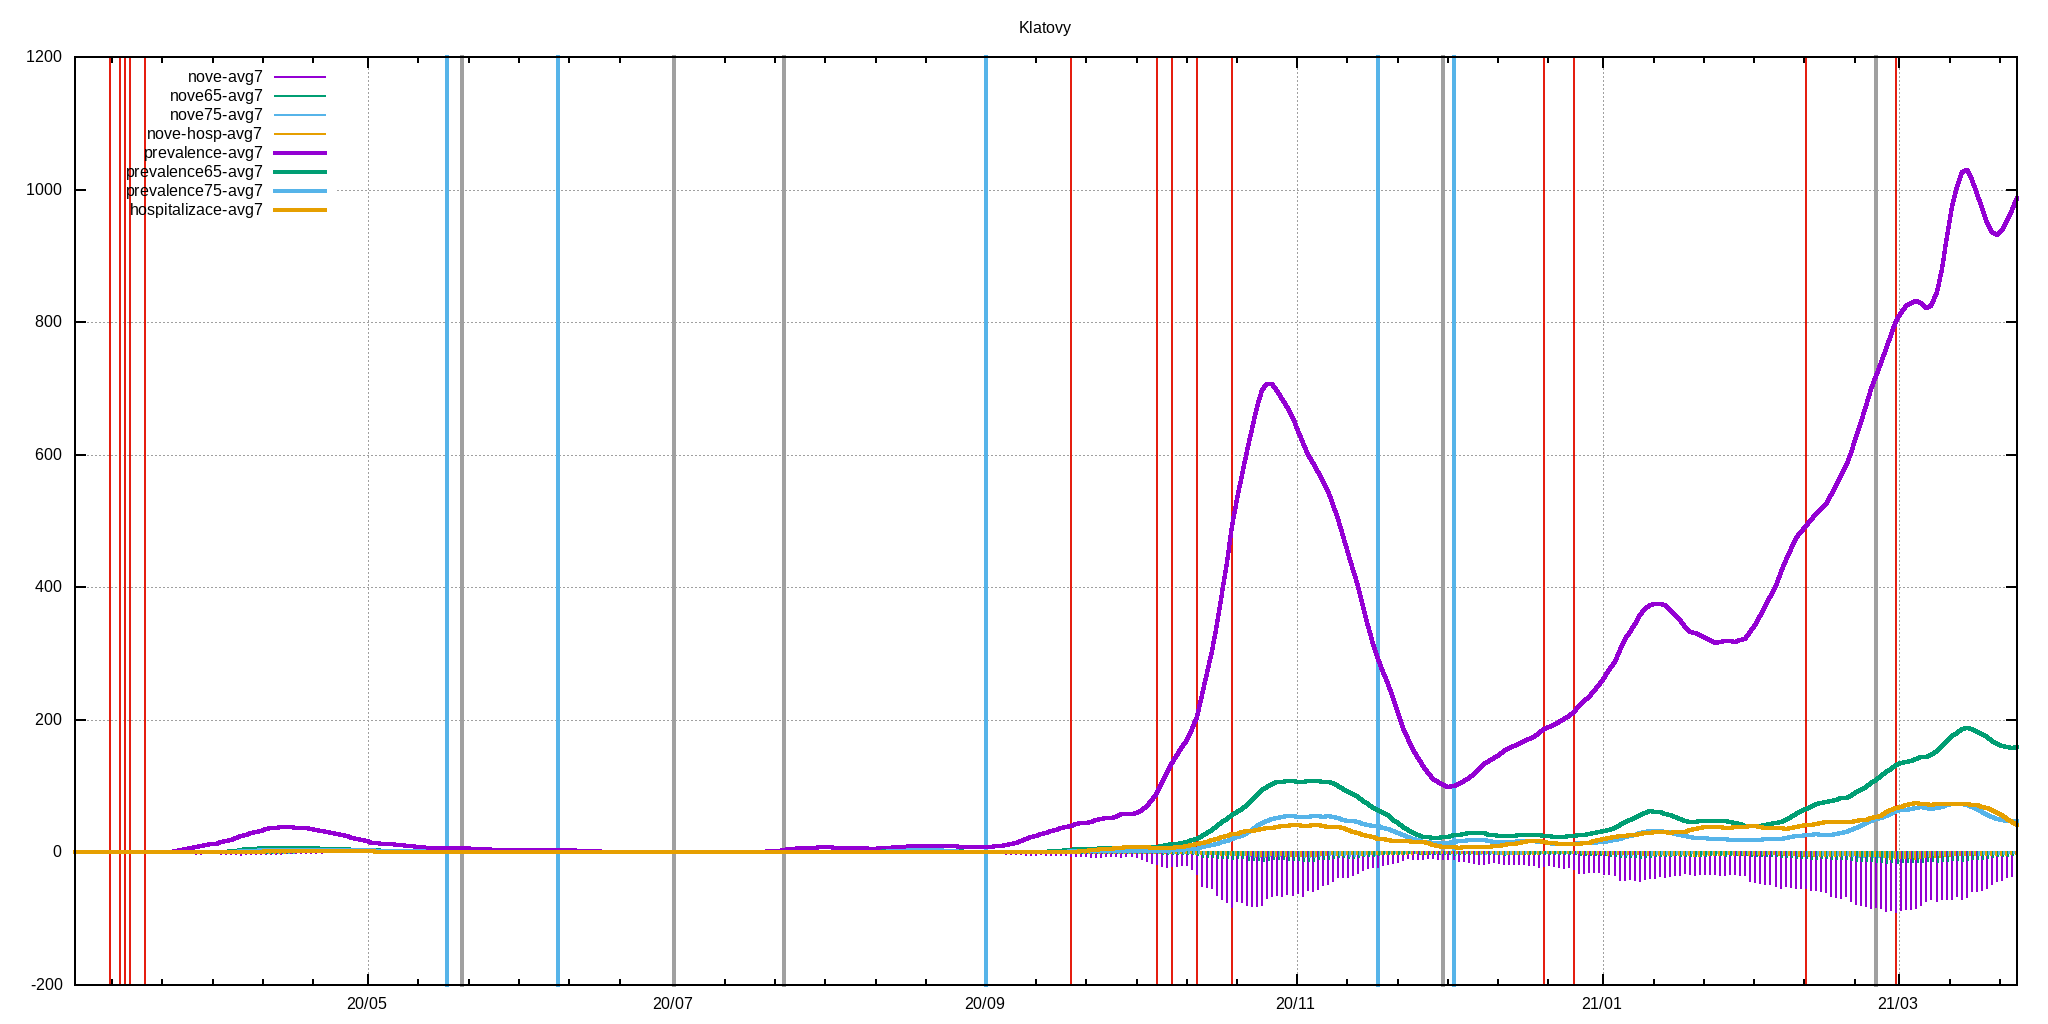 Klatovy
1200
1000
800
600
400
200
0
-200
nove-avg7
nove65-avg7
nove75-avg7
nove-hosp-avg7
prevalence-avg7
prevalence65-avg7
prevalence75-avg7
hospitalizace-avg7
20/05
20/07
20/09
20/11
21/01
21/03